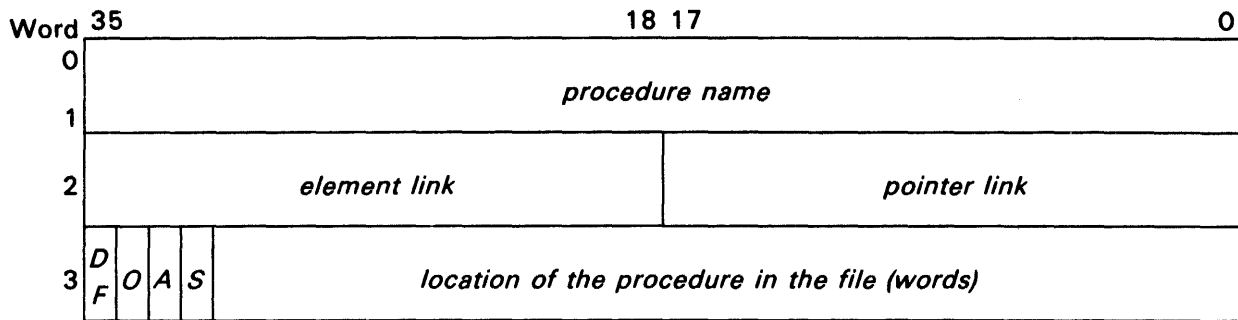 Word 35 18 17 0
0
procedure name
1
2 element link pointer link
3 DF O A S location of the procedure in the file (words)